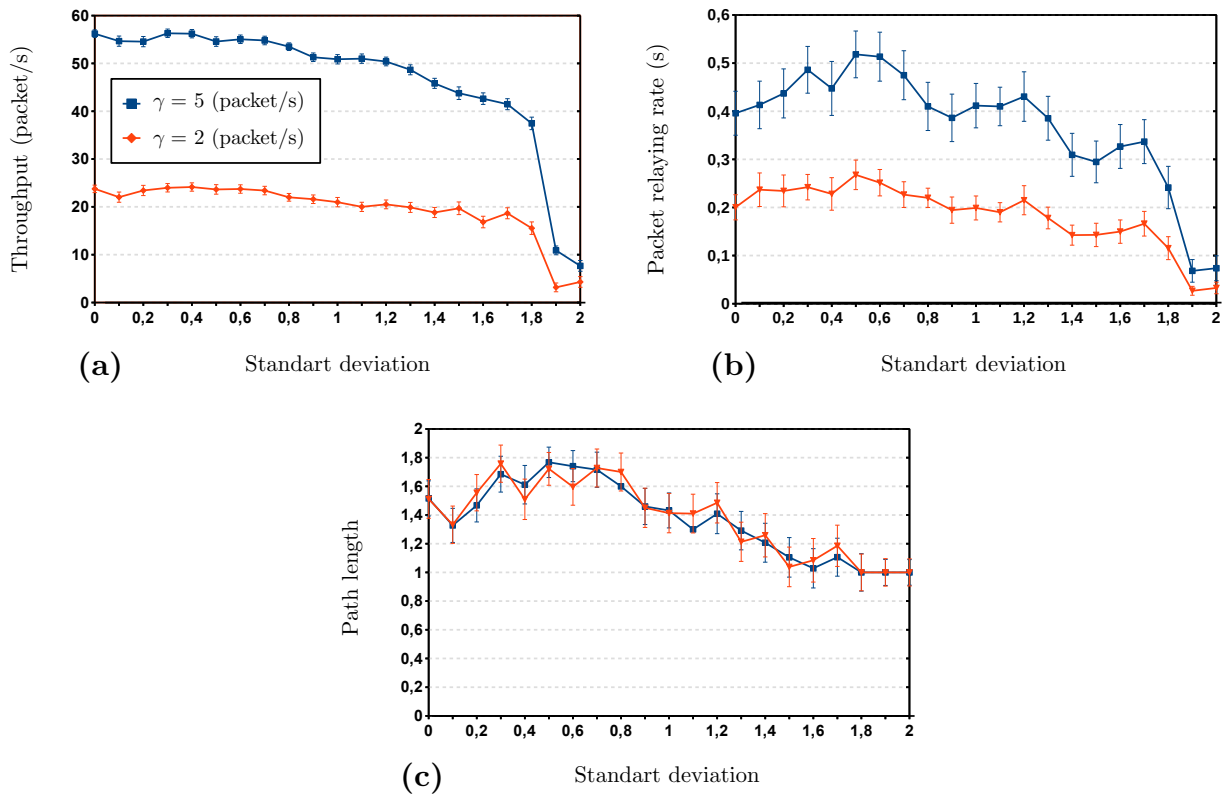 Throughput (packet/s)
60
50
40
30
20
10
0
γ = 5 (packet/s)
γ = 2 (packet/s)
0 0,2 0,4 0,6 0,8 1 1,2 1,4 1,6 1,8 2
(a) Standart deviation
Packet relaying rate (s)
0,6
0,5
0,4
0,3
0,2
0,1
0
0 0,2 0,4 0,6 0,8 1 1,2 1,4 1,6 1,8 2
(b) Standart deviation
Path length
2
1,8
1,6
1,4
1,2
1
0,8
0,6
0,4
0,2
0
0 0,2 0,4 0,6 0,8 1 1,2 1,4 1,6 1,8 2
(c) Standart deviation